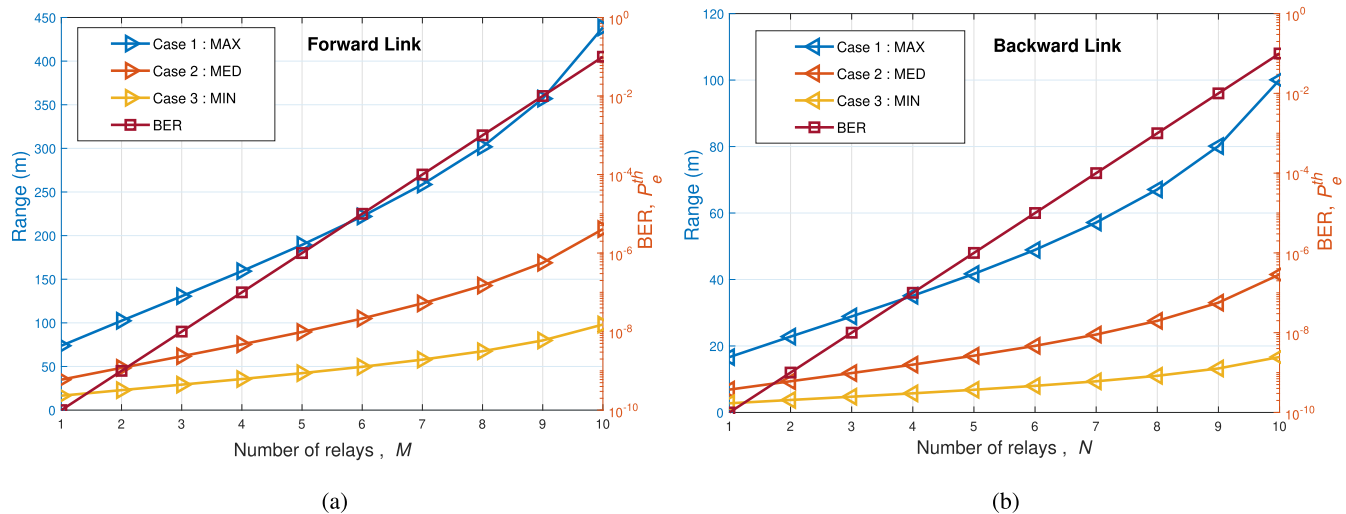 Forward Link
Case 1 : MAX
Case 2 : MED
Case 3 : MIN
BER
450
400
350
300
250
200
150
100
50
0
Range (m)
10^0
10^-2
10^-4
10^-6
10^-8
10^-10
BER, P_e^th
1 2 3 4 5 6 7 8 9 10
Number of relays , M
(a)
Backward Link
Case 1 : MAX
Case 2 : MED
Case 3 : MIN
BER
120
100
80
60
40
20
0
Range (m)
10^0
10^-2
10^-4
10^-6
10^-8
10^-10
BER, P_e^th
1 2 3 4 5 6 7 8 9 10
Number of relays , N
(b)